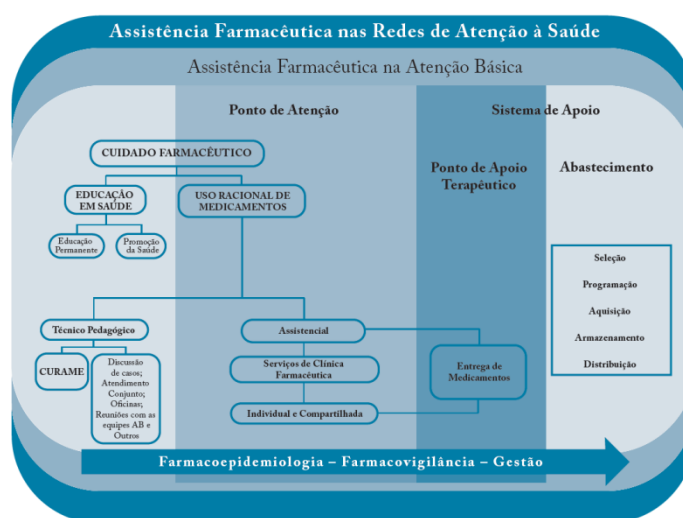 Assistência Farmacêutica nas Redes de Atenção à Saúde
Assistência Farmacêutica na Atenção Básica
Ponto de Atenção
Sistema de Apoio
CUIDADO FARMACÊUTICO
Ponto de Apoio
Terapêutico
Abastecimento
EDUCAÇÃO
EM SAÚDE
USO RACIONAL DE
MEDICAMENTOS
Educação
Permanente
Promoção
da Saúde
Seleção
Programação
Aquisição
Armazenamento
Distribuição
Técnico Pedagógico
Assistencial
CURAME
Discussão
de casos;
Atendimento
Conjunto;
Oficinas;
Reuniões com as
equipes AB e
Outros
Serviços de Clínica
Farmacêutica
Entrega de
Medicamentos
Individual e Compartilhada
Farmacoepidemiologia – Farmacovigilância – Gestão